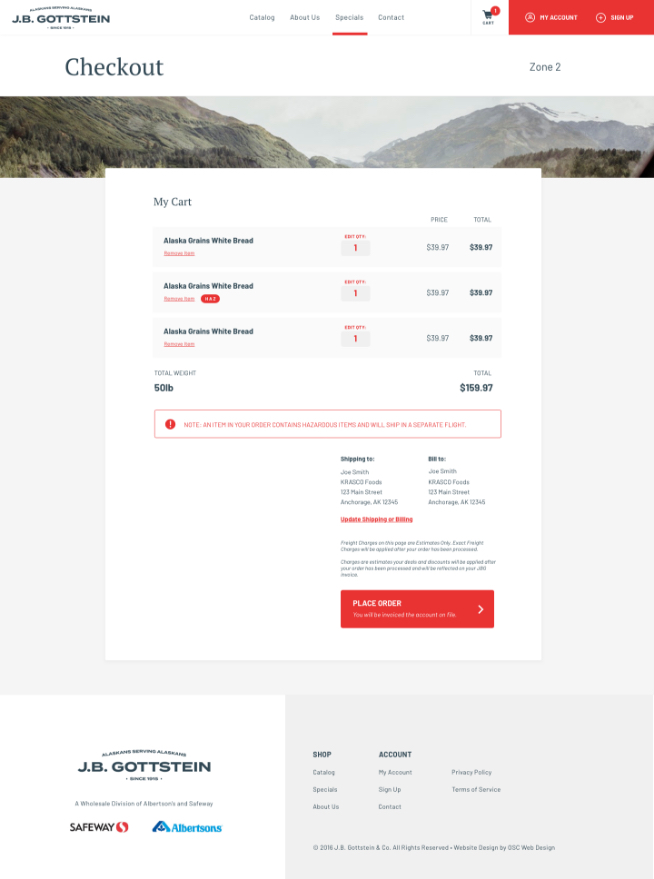 ALASKANS SERVING ALASKANS
J.B. GOTTSTEIN
• SINCE 1915 •
Catalog About Us Specials Contact
1
CART
MY ACCOUNT
SIGN UP
Checkout
Zone 2
My Cart
PRICE TOTAL
Alaska Grains White Bread
Remove Item
EDIT QTY:
1
$39.97 $39.97
Alaska Grains White Bread
Remove Item HAZ
EDIT QTY:
1
$39.97 $39.97
Alaska Grains White Bread
Remove Item
EDIT QTY:
1
$39.97 $39.97
TOTAL WEIGHT TOTAL
50lb $159.97
NOTE: AN ITEM IN YOUR ORDER CONTAINS HAZARDOUS ITEMS AND WILL SHIP IN A SEPARATE FLIGHT.
Shipping to:
Joe Smith
KRASCO Foods
123 Main Street
Anchorage, AK 12345
Bill to:
Joe Smith
KRASCO Foods
123 Main Street
Anchorage, AK 12345
Update Shipping or Billing
Freight Charges on this page are Estimates Only. Exact Freight
Charges will be applied after your order has been processed.
Charges are estimates your deals and discounts will be applied after
your order has been processed and will be reflected on your JBG
invoice.
PLACE ORDER
You will be invoiced the account on file.
ALASKANS SERVING ALASKANS
J.B. GOTTSTEIN
• SINCE 1915 •
A Wholesale Division of Albertson's and Safeway
SAFEWAY
Albertsons
SHOP
Catalog
Specials
About Us
ACCOUNT
My Account
Sign Up
Contact
Privacy Policy
Terms of Service
© 2016 J.B. Gottstein & Co. All Rights Reserved • Website Design by DSC Web Design